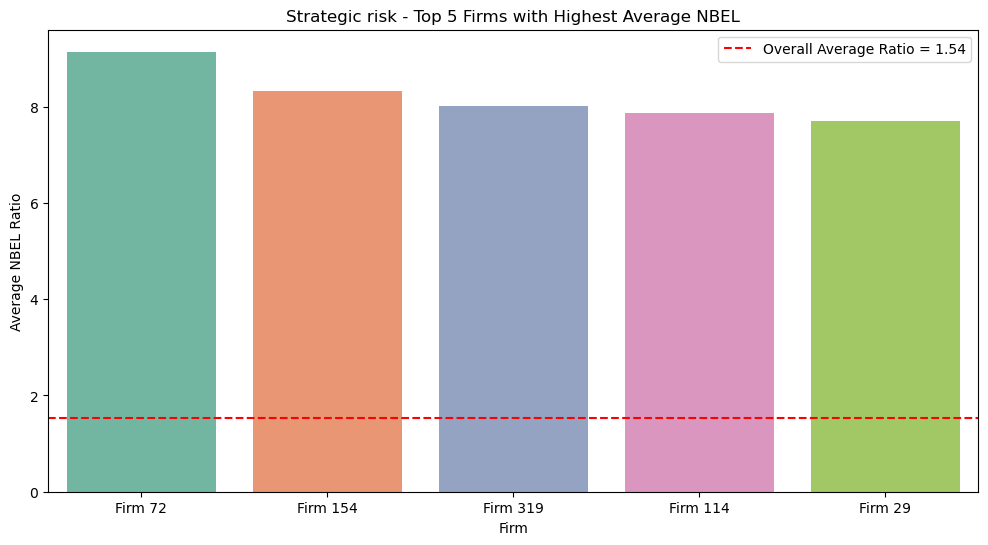 Strategic risk - Top 5 Firms with Highest Average NBEL
Overall Average Ratio = 1.54
Average NBEL Ratio
8
6
4
2
0
Firm 72
Firm 154
Firm 319
Firm 114
Firm 29
Firm